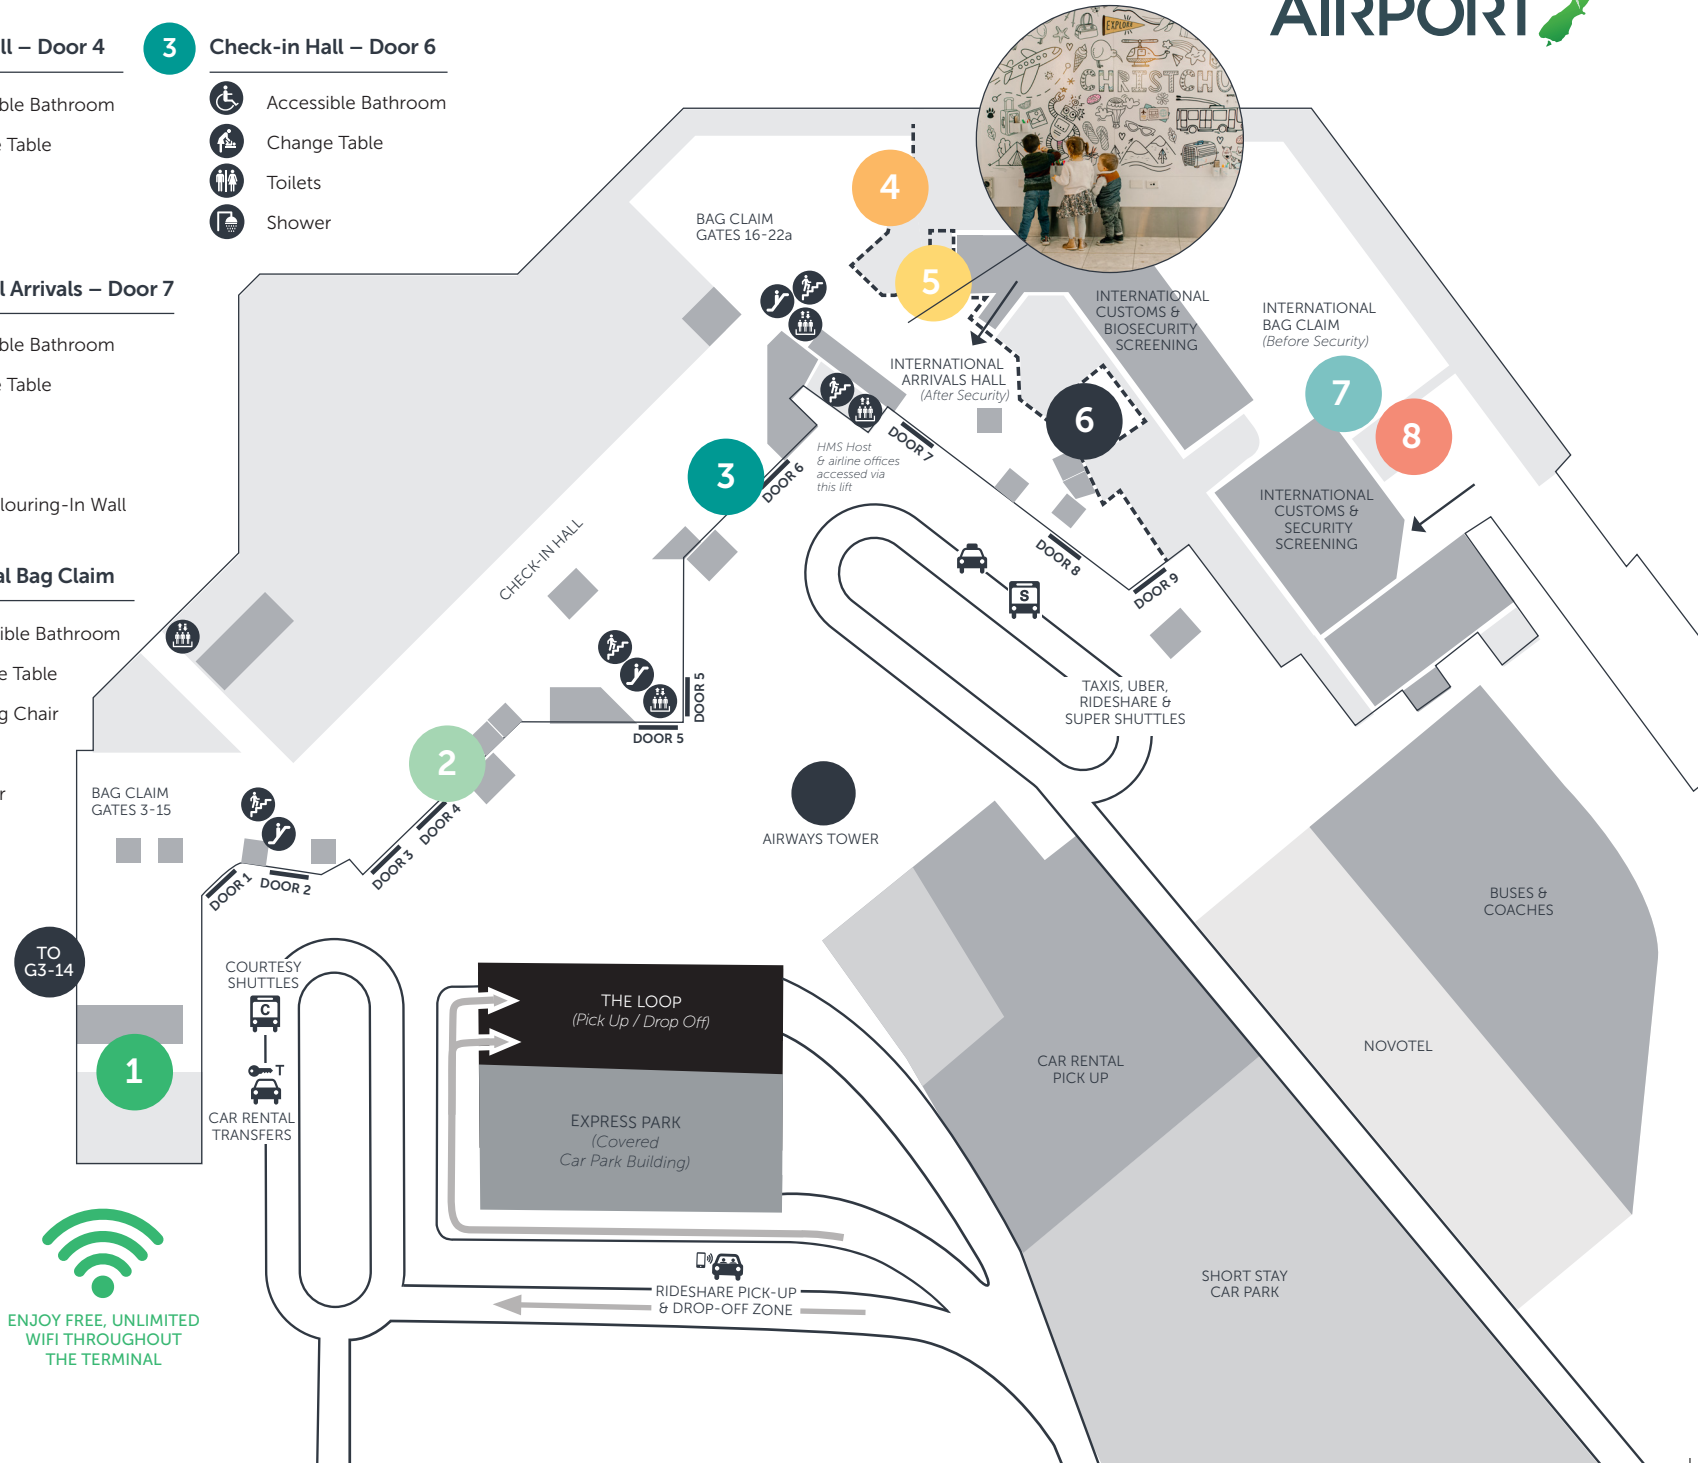 AIRPORT
ll – Door 4
ble Bathroom
e Table
3
Check-in Hall – Door 6
Accessible Bathroom
Change Table
Toilets
Shower
l Arrivals – Door 7
ble Bathroom
e Table
louring-In Wall
al Bag Claim
ible Bathroom
e Table
g Chair
r
EXPLORE
CHRISTCHU
4
BAG CLAIM
GATES 16-22a
5
INTERNATIONAL
CUSTOMS &
BIOSECURITY
SCREENING
INTERNATIONAL
BAG CLAIM
(Before Security)
INTERNATIONAL
ARRIVALS HALL
(After Security)
7
6
8
DOOR 7
HMS Host
& airline offices
accessed via
this lift
3
DOOR 6
INTERNATIONAL
CUSTOMS &
SECURITY
SCREENING
CHECK-IN HALL
DOOR 8
DOOR 9
S
TAXIS, UBER,
RIDESHARE &
SUPER SHUTTLES
DOOR 5
DOOR 5
2
BAG CLAIM
GATES 3-15
DOOR 4
DOOR 3
DOOR 2
DOOR 1
AIRWAYS TOWER
BUSES &
COACHES
TO
G3-14
COURTESY
SHUTTLES
C
THE LOOP
(Pick Up / Drop Off)
NOVOTEL
CAR RENTAL
PICK UP
1
T
CAR RENTAL
TRANSFERS
EXPRESS PARK
(Covered
Car Park Building)
SHORT STAY
CAR PARK
RIDESHARE PICK-UP
& DROP-OFF ZONE
ENJOY FREE, UNLIMITED
WIFI THROUGHOUT
THE TERMINAL